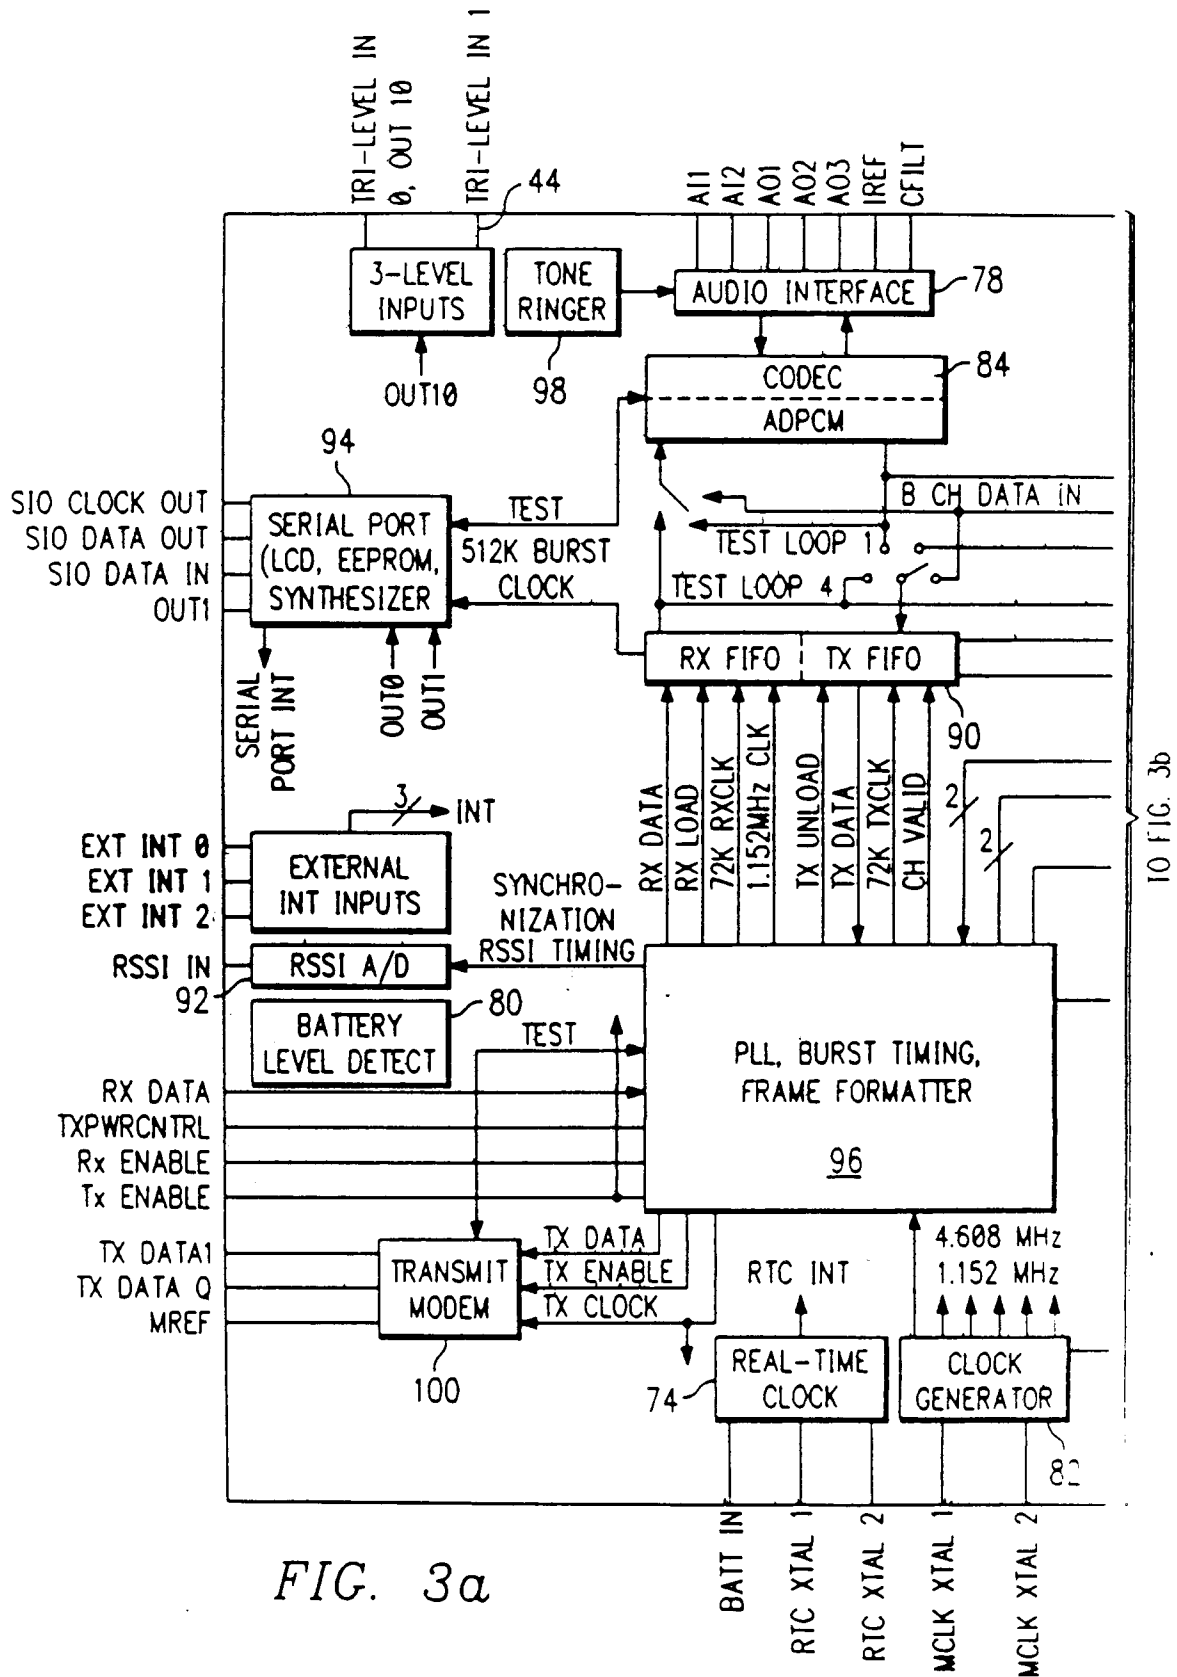 TRI-LEVEL IN
0, OUT 10
TRI-LEVEL IN 1
44
AI1
AI2
AO1
AO2
AO3
IREF
CFILT
3-LEVEL
INPUTS
TONE
RINGER
AUDIO INTERFACE
78
98
OUT10
CODEC
ADPCM
84
94
SIO CLOCK OUT
SIO DATA OUT
SIO DATA IN
OUT1
SERIAL PORT
(LCD, EEPROM,
SYNTHESIZER
TEST
512K BURST
CLOCK
B CH DATA IN
TEST LOOP 1
TEST LOOP 4
RX FIFO
TX FIFO
90
SERIAL
PORT INT
OUT0
OUT1
RX DATA
RX LOAD
72K RXCLK
1.152MHz CLK
TX UNLOAD
TX DATA
72K TXCLK
CH VALID
2
2
TO FIG. 3b
3
INT
EXT INT 0
EXT INT 1
EXT INT 2
EXTERNAL
INT INPUTS
SYNCHRO-
NIZATION
RSSI TIMING
RSSI IN
RSSI A/D
92
80
BATTERY
LEVEL DETECT
TEST
PLL, BURST TIMING,
FRAME FORMATTER
96
RX DATA
TXPWRCNTRL
Rx ENABLE
Tx ENABLE
TX DATA1
TX DATA Q
MREF
TRANSMIT
MODEM
100
TX DATA
TX ENABLE
TX CLOCK
RTC INT
4.608 MHz
1.152 MHz
REAL-TIME
CLOCK
74
CLOCK
GENERATOR
82
BATT IN
RTC XTAL 1
RTC XTAL 2
MCLK XTAL 1
MCLK XTAL 2
FIG. 3a